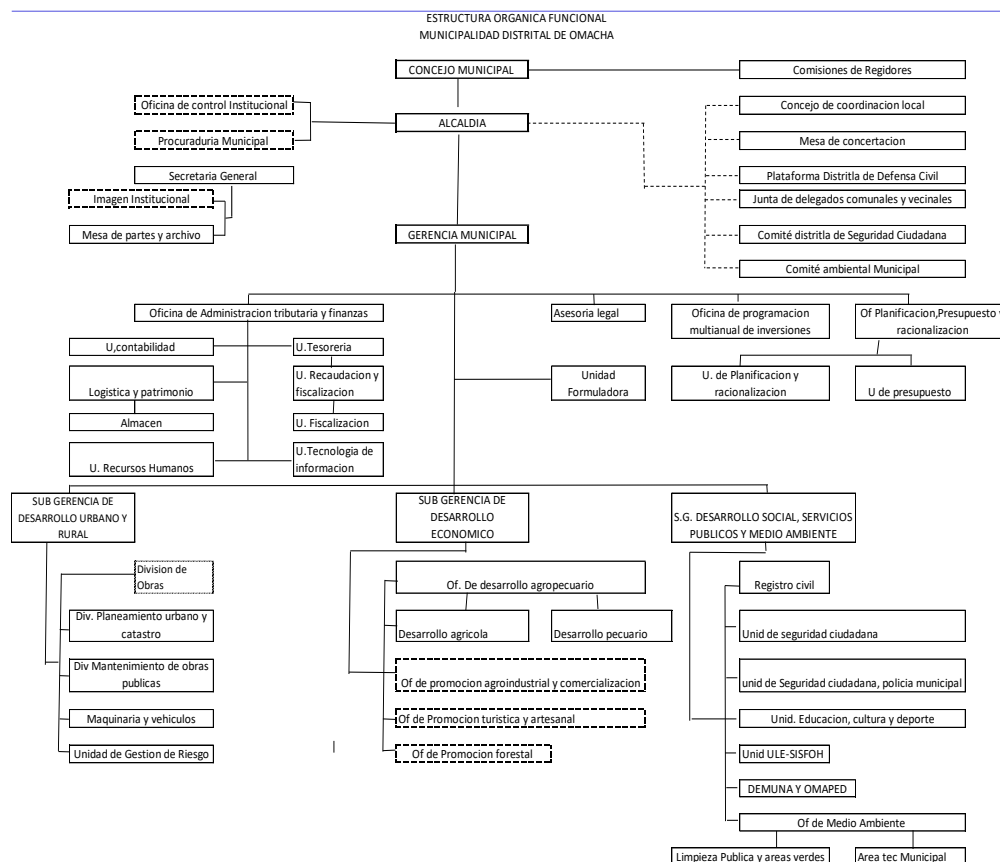 ESTRUCTURA ORGANICA FUNCIONAL
MUNICIPALIDAD DISTRITAL DE OMACHA
CONCEJO MUNICIPAL
Comisiones de Regidores
Oficina de control Institucional
ALCALDIA
Concejo de coordinacion local
Procuraduria Municipal
Mesa de concertacion
Secretaria General
Plataforma Distritla de Defensa Civil
Imagen Institucional
Junta de delegados comunales y vecinales
Mesa de partes y archivo
GERENCIA MUNICIPAL
Comité distritla de Seguridad Ciudadana
Comité ambiental Municipal
Oficina de Administracion tributaria y finanzas
Asesoria legal
Oficina de programacion
multianual de inversiones
Of Planificacion,Presupuesto y
racionalizacion
U,contabilidad
U.Tesoreria
Logistica y patrimonio
U. Recaudacion y
fiscalizacion
Unidad
Formuladora
U. de Planificacion y
racionalizacion
U de presupuesto
Almacen
U. Fiscalizacion
U. Recursos Humanos
U.Tecnologia de
informacion
SUB GERENCIA DE
DESARROLLO URBANO Y
RURAL
SUB GERENCIA DE
DESARROLLO
ECONOMICO
S.G. DESARROLLO SOCIAL, SERVICIOS
PUBLICOS Y MEDIO AMBIENTE
Division de
Obras
Of. De desarrollo agropecuario
Registro civil
Div. Planeamiento urbano y
catastro
Desarrollo agricola
Desarrollo pecuario
Unid de seguridad ciudadana
Div Mantenimiento de obras
publicas
Of de promocion agroindustrial y comercializacion
unid de Seguridad ciudadana, policia municipal
Maquinaria y vehiculos
Of de Promocion turistica y artesanal
Unid. Educacion, cultura y deporte
Unidad de Gestion de Riesgo
Of de Promocion forestal
Unid ULE-SISFOH
DEMUNA Y OMAPED
Of de Medio Ambiente
Limpieza Publica y areas verdes
Area tec Municipal